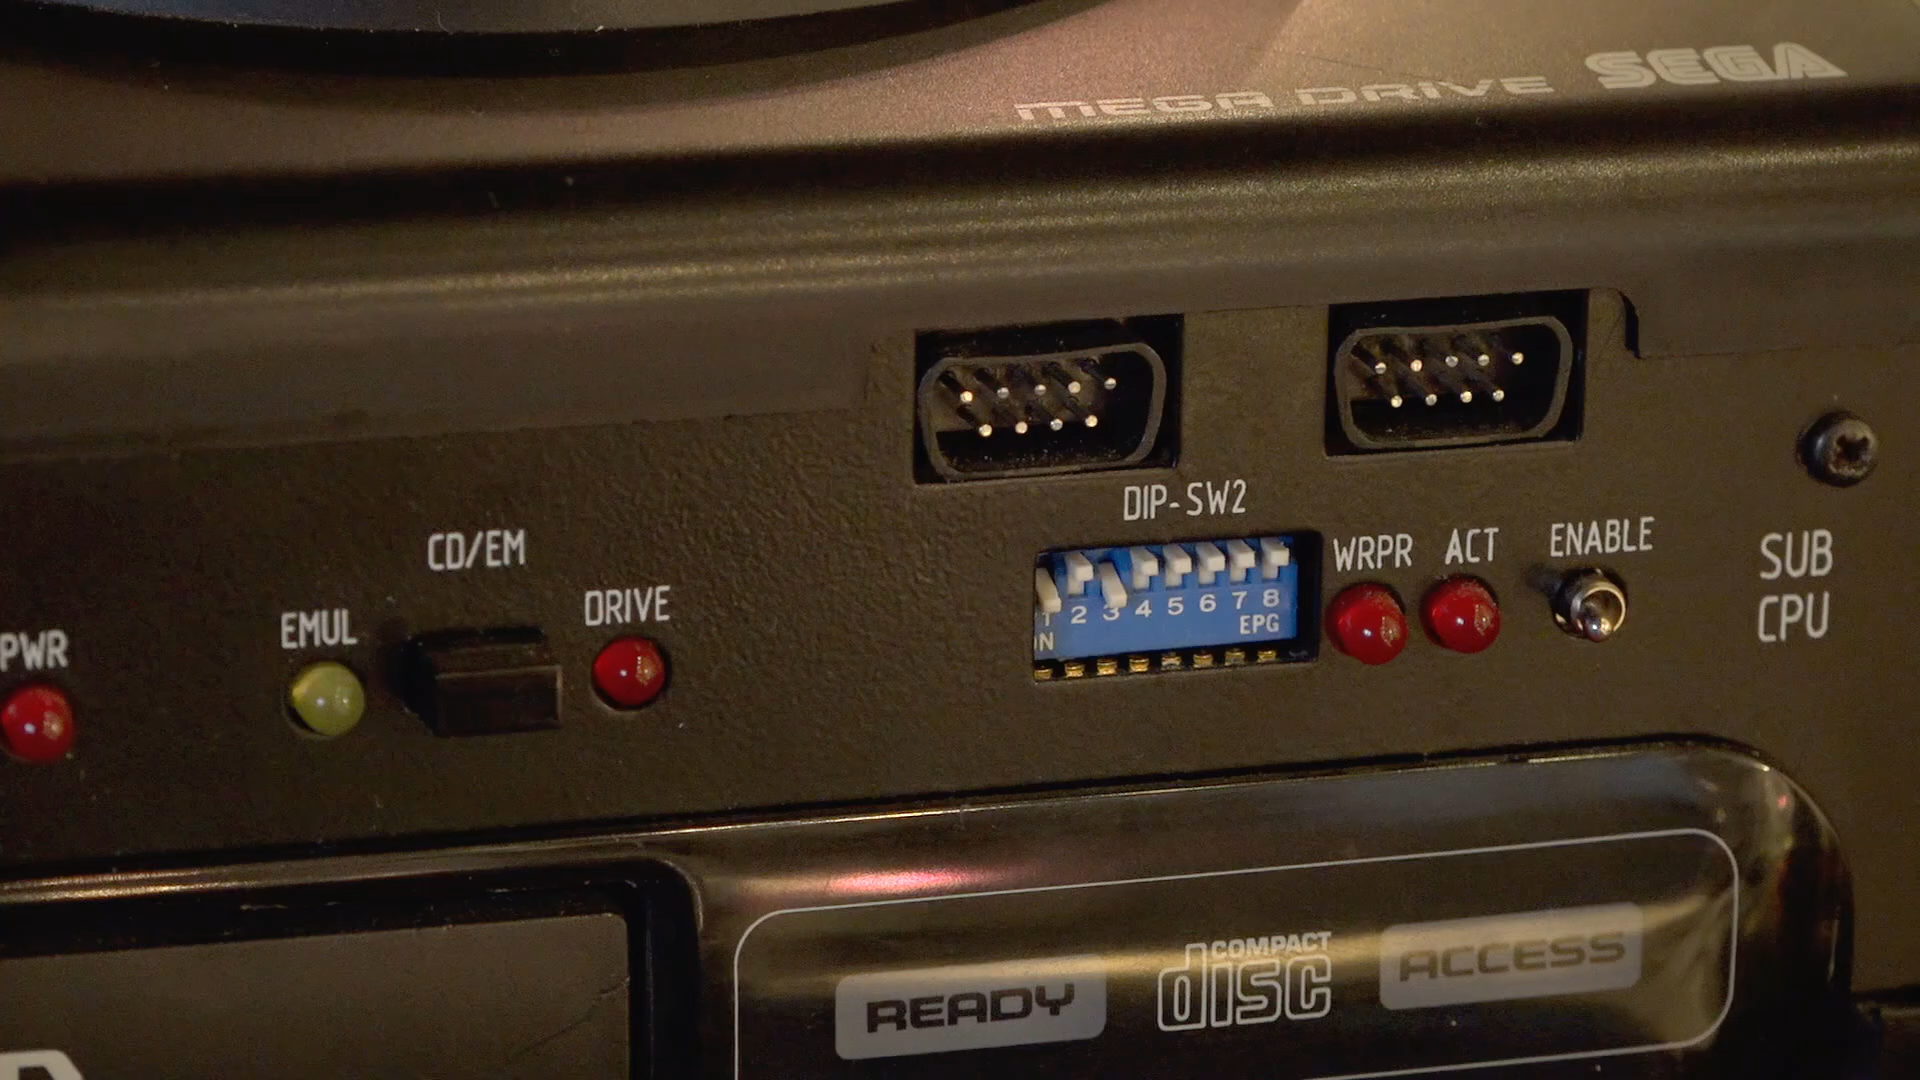 MEGA DRIVE SEGA
DIP-SW2
CD/EM
WRPR ACT ENABLE
SUB
CPU
EMUL DRIVE
PWR
1 2 3 4 5 6 7 8
EPG
READY COMPACT disc ACCESS